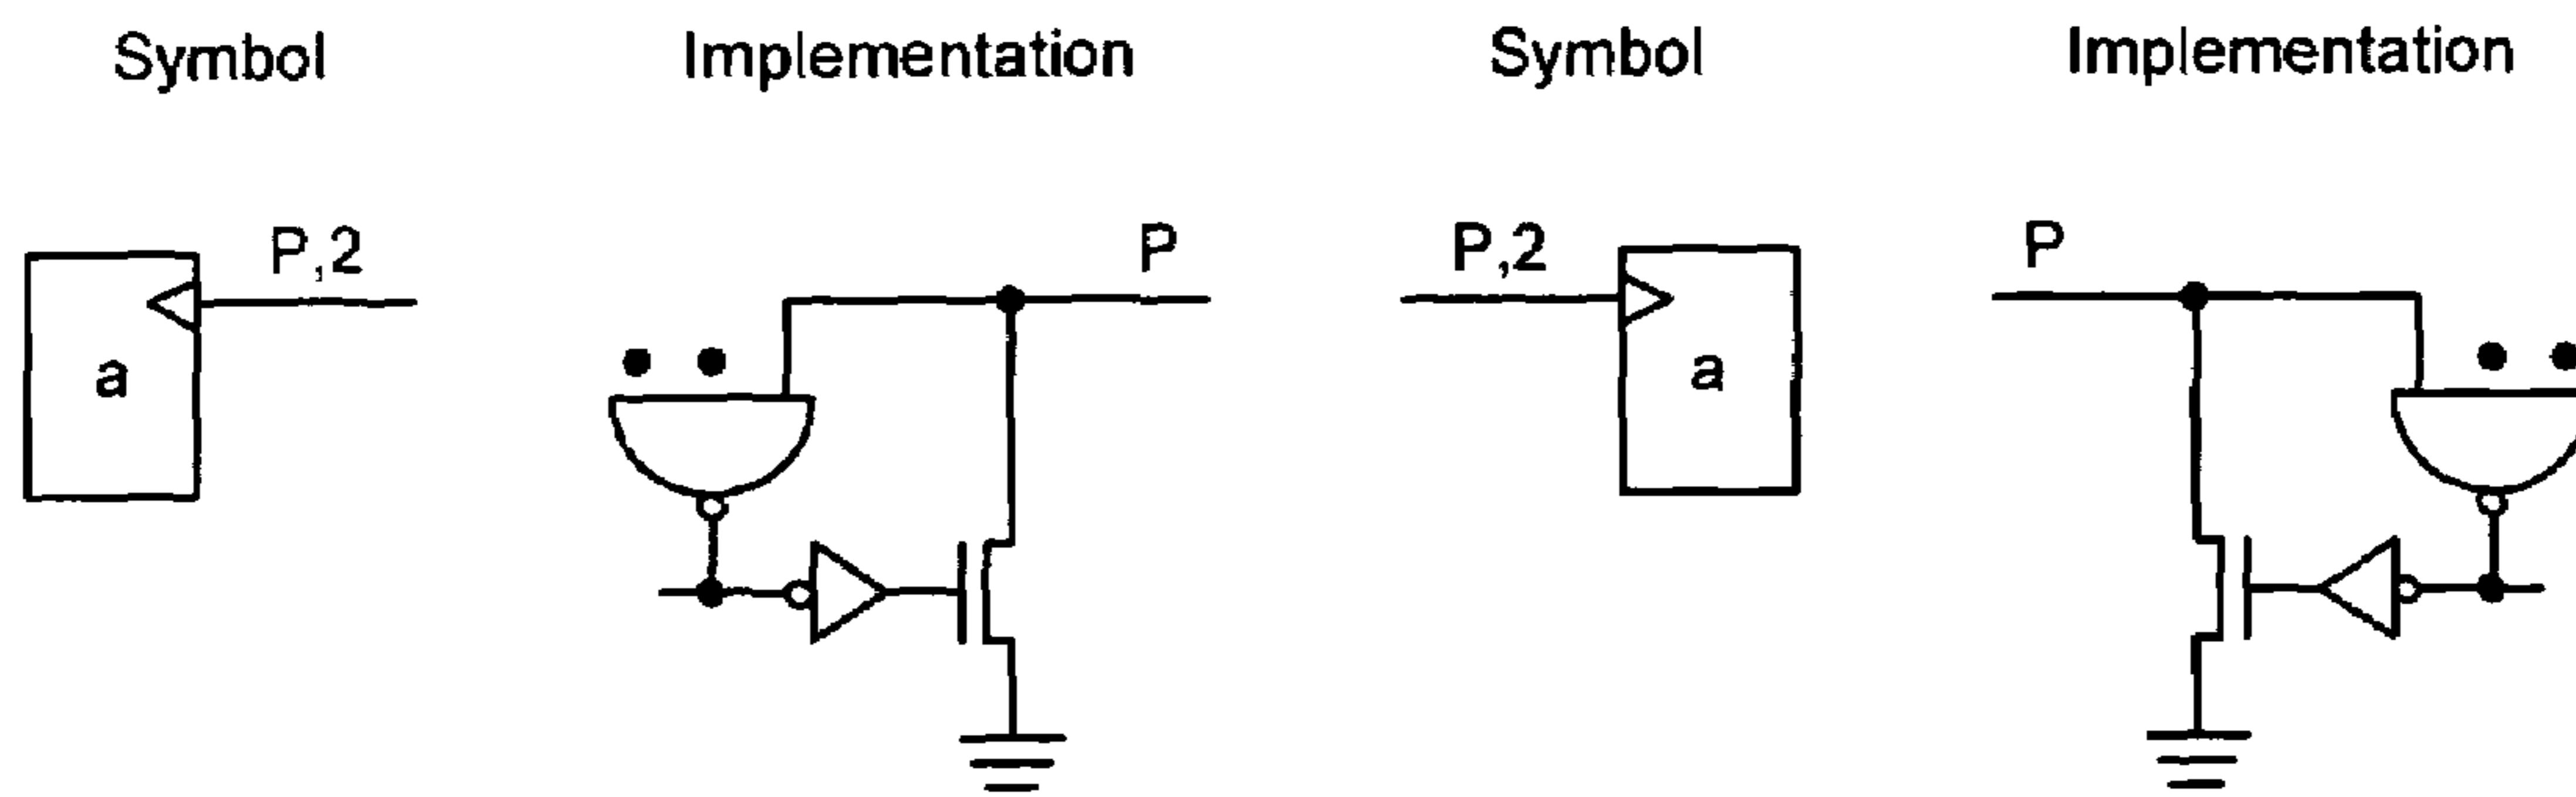 Symbol Implementation Symbol Implementation
P,2 P P,2 P
a a